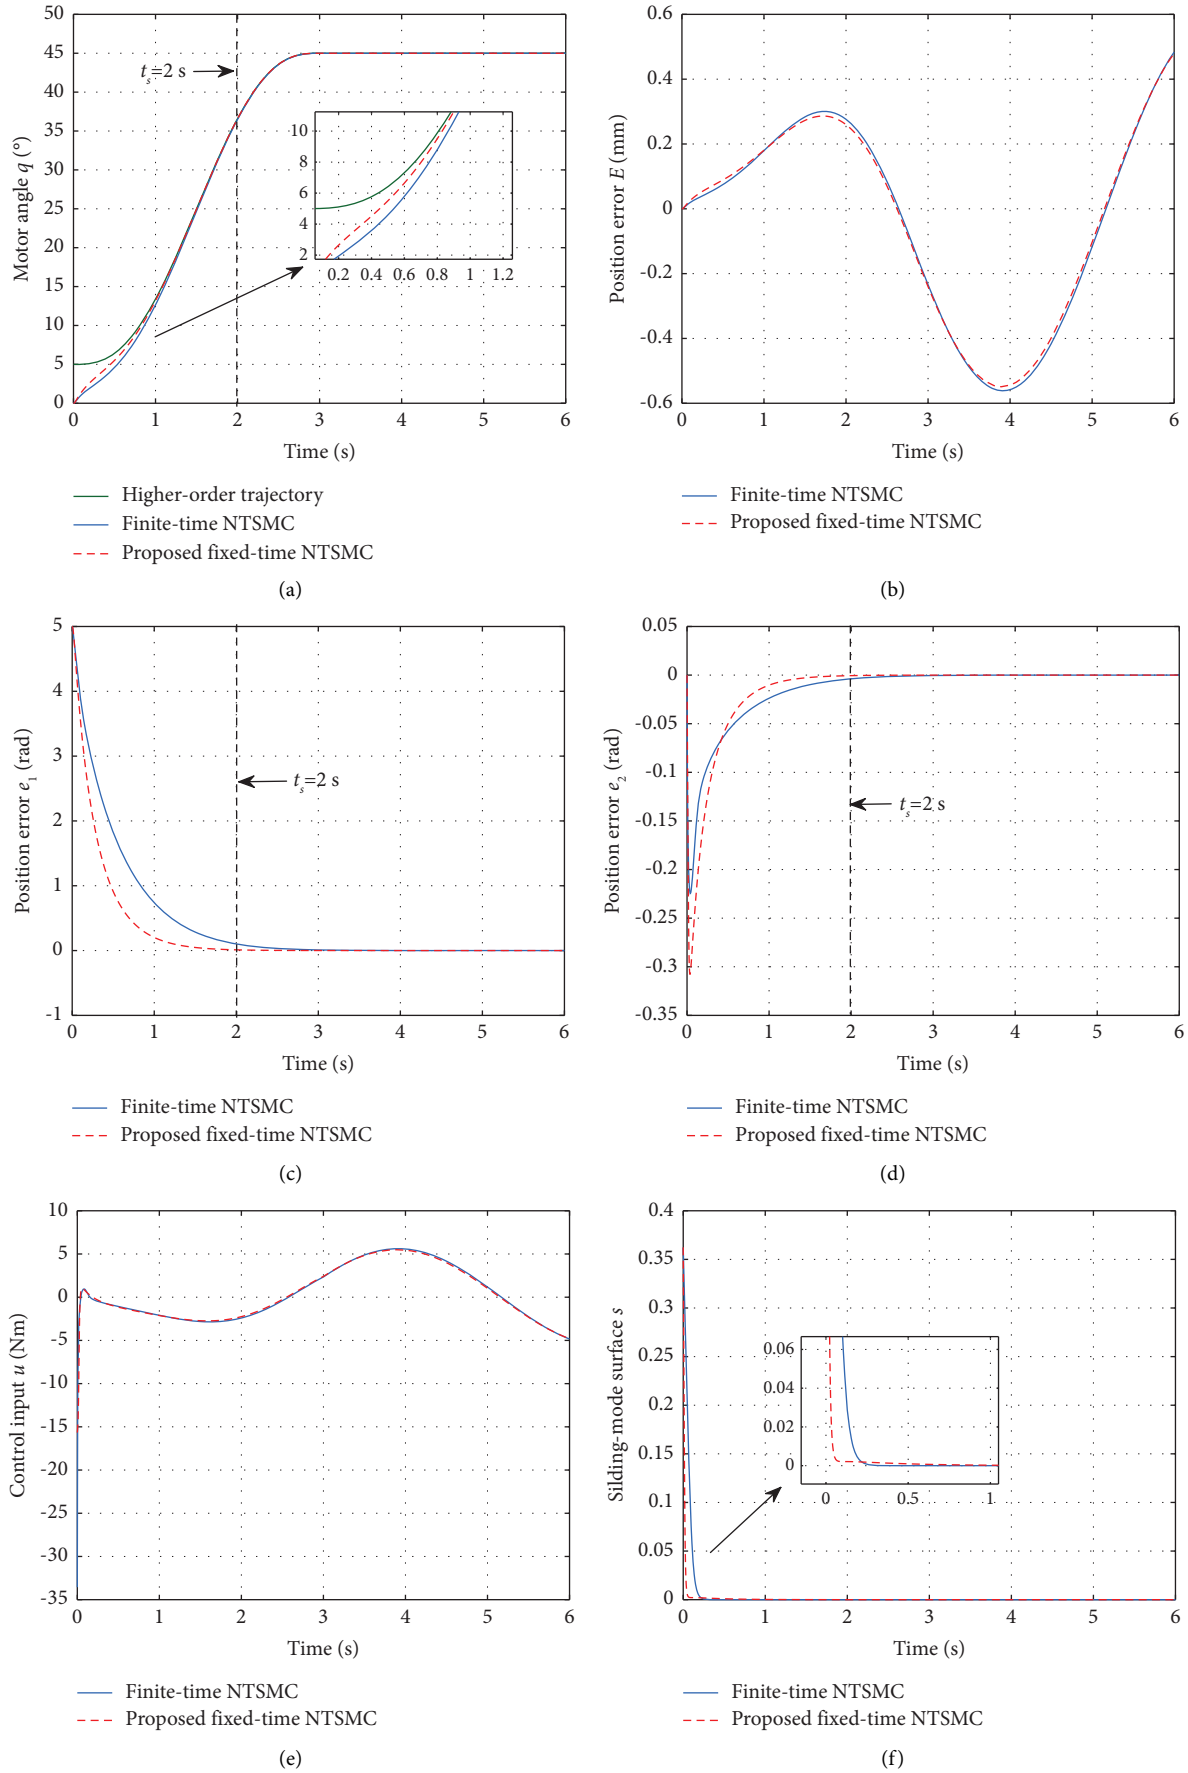 50
45
40
35
30
25
20
15
10
5
0
Motor angle q (°)
t_s=2 s
10
8
6
4
2
0.2 0.4 0.6 0.8 1 1.2
0 1 2 3 4 5 6
Time (s)
Higher-order trajectory
Finite-time NTSMC
Proposed fixed-time NTSMC
(a)
0.6
0.4
0.2
0
-0.2
-0.4
-0.6
Position error E (mm)
0 1 2 3 4 5 6
Time (s)
Finite-time NTSMC
Proposed fixed-time NTSMC
(b)
5
4
3
2
1
0
-1
Position error e_1 (rad)
t_s=2 s
0 1 2 3 4 5 6
Time (s)
Finite-time NTSMC
Proposed fixed-time NTSMC
(c)
0.05
0
-0.05
-0.1
-0.15
-0.2
-0.25
-0.3
-0.35
Position error e_2 (rad)
t_s=2 s
0 1 2 3 4 5 6
Time (s)
Finite-time NTSMC
Proposed fixed-time NTSMC
(d)
10
5
0
-5
-10
-15
-20
-25
-30
-35
Control input u (Nm)
0 1 2 3 4 5 6
Time (s)
Finite-time NTSMC
Proposed fixed-time NTSMC
(e)
0.4
0.35
0.3
0.25
0.2
0.15
0.1
0.05
0
Silding-mode surface s
0.06
0.04
0.02
0
0 0.5 1
0 1 2 3 4 5 6
Time (s)
Finite-time NTSMC
Proposed fixed-time NTSMC
(f)